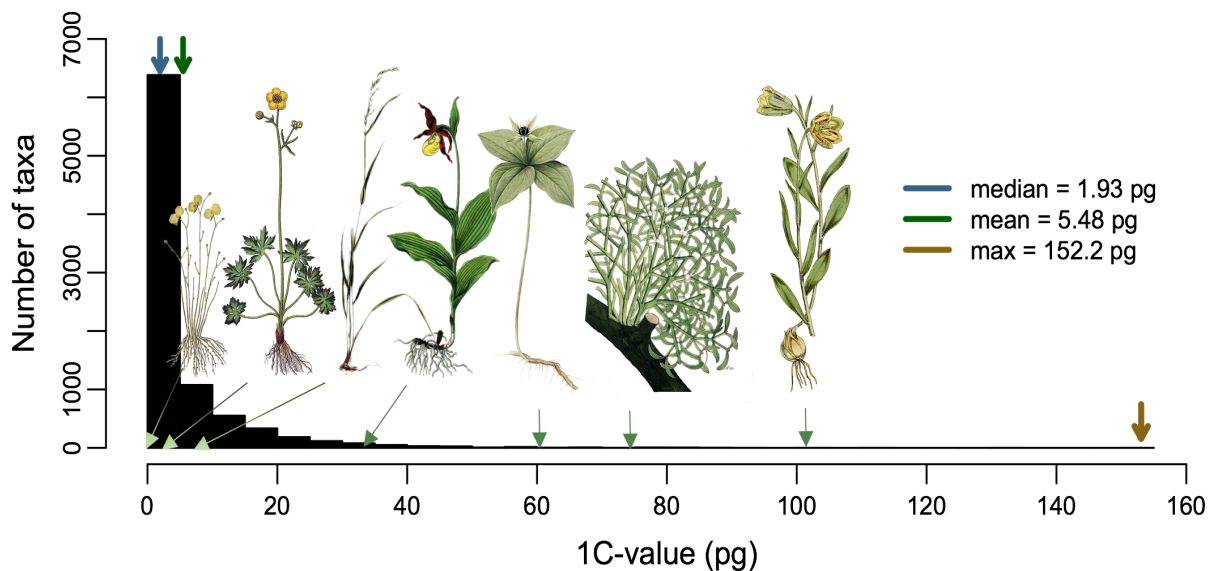 Number of taxa
7000
5000
3000
1000
0
median = 1.93 pg
mean = 5.48 pg
max = 152.2 pg
0 20 40 60 80 100 120 140 160
1C-value (pg)